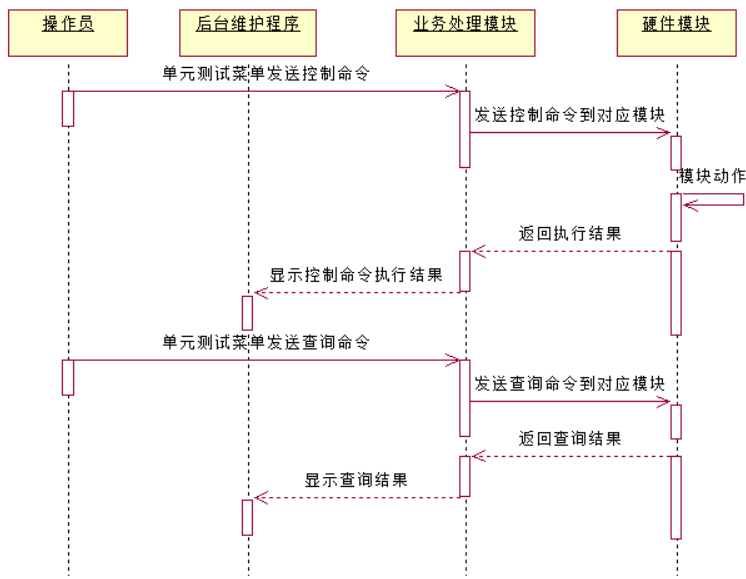 操作员
后台维护程序
业务处理模块
硬件模块
单元测试菜单发送控制命令
发送控制命令到对应模块
模块动作
返回执行结果
显示控制命令执行结果
单元测试菜单发送查询命令
发送查询命令到对应模块
返回查询结果
显示查询结果